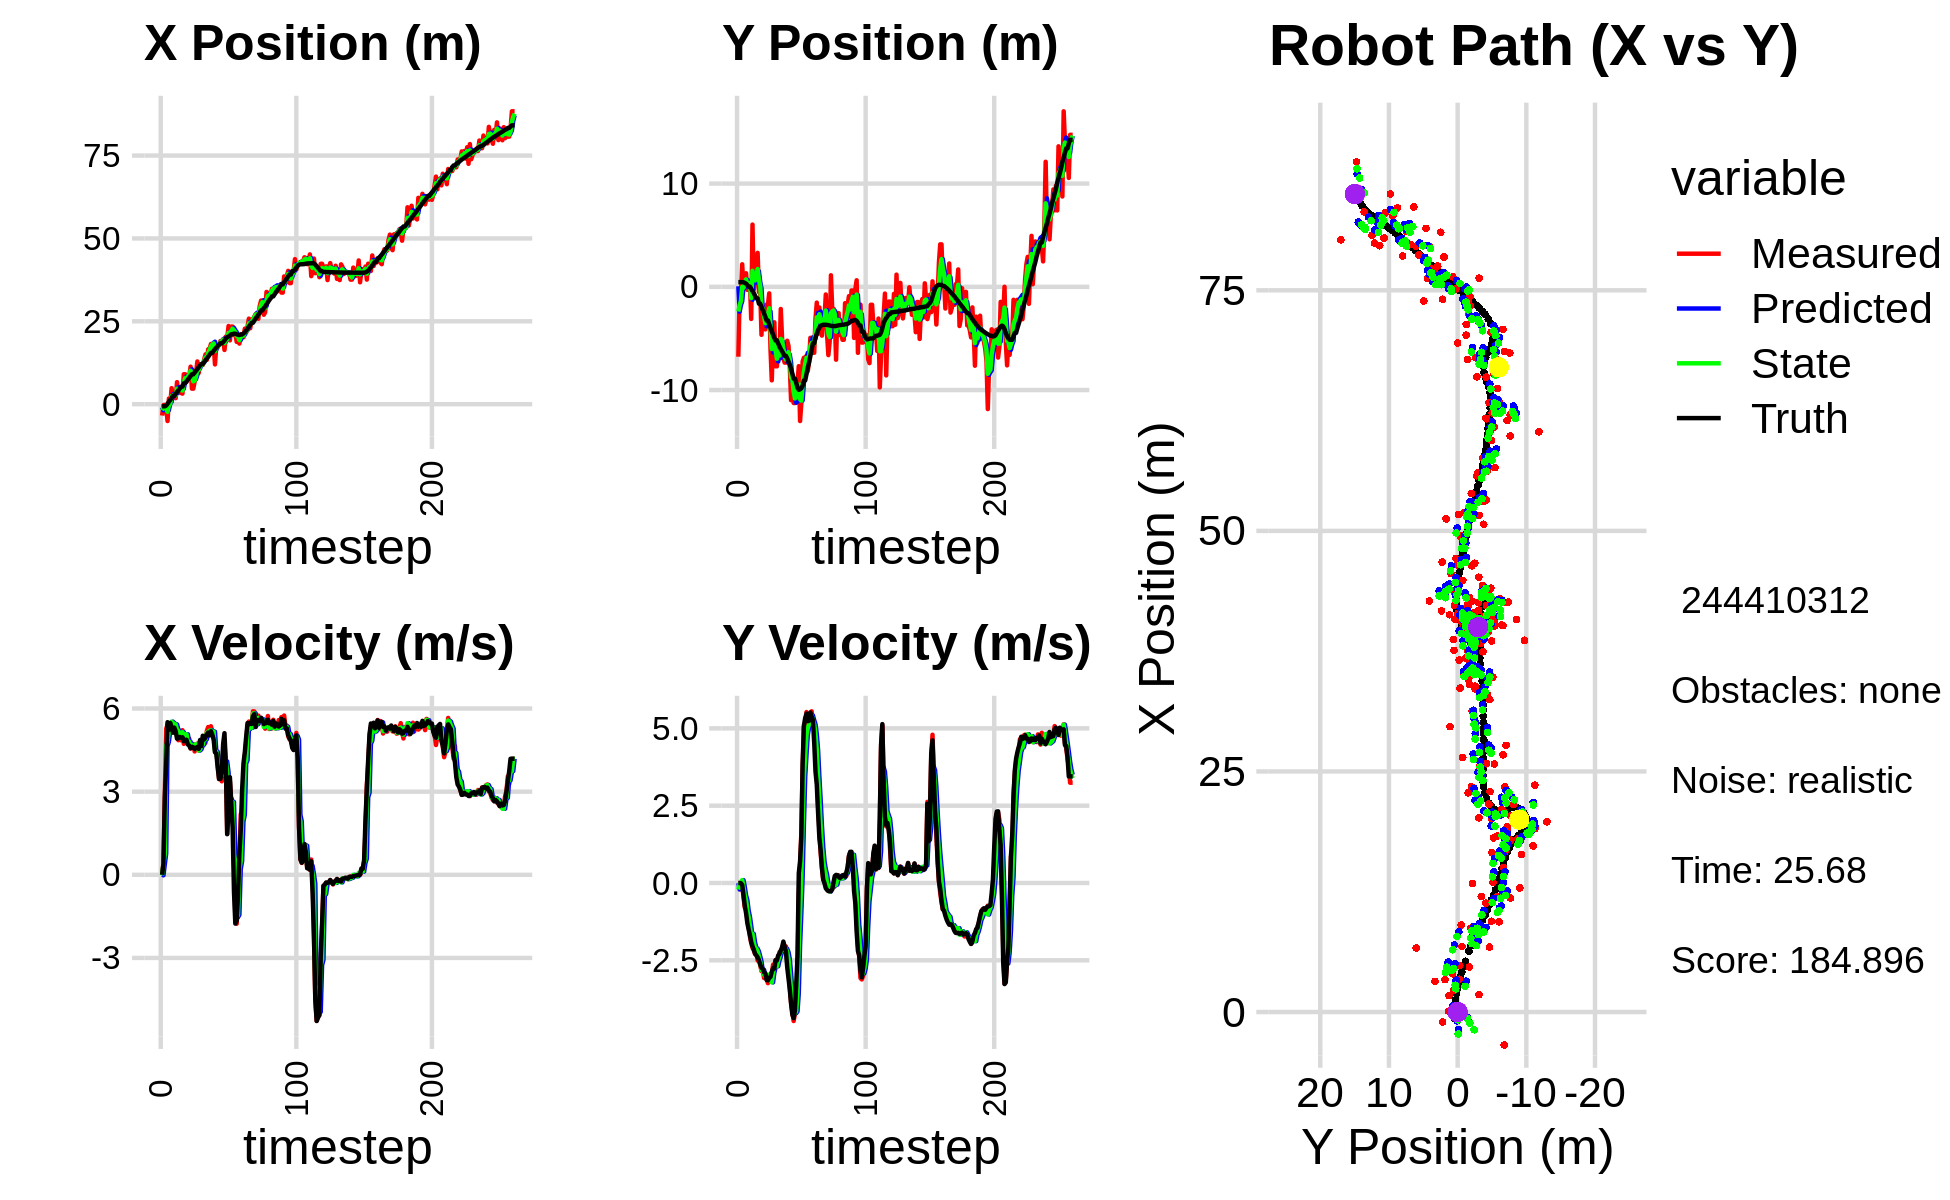 X Position (m)
75
50
25
0
0
100
200
timestep
Y Position (m)
10
0
-10
0
100
200
timestep
X Velocity (m/s)
6
3
0
-3
0
100
200
timestep
Y Velocity (m/s)
5.0
2.5
0.0
-2.5
0
100
200
timestep
Robot Path (X vs Y)
X Position (m)
75
50
25
0
20 10 0 -10 -20
Y Position (m)
variable
Measured
Predicted
State
Truth
244410312
Obstacles: none
Noise: realistic
Time: 25.68
Score: 184.896